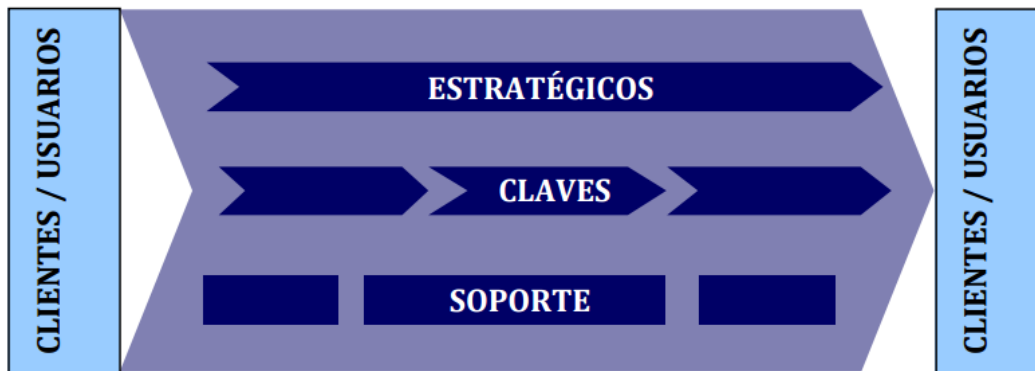 CLIENTES / USUARIOS
ESTRATÉGICOS
CLAVES
SOPORTE
CLIENTES / USUARIOS